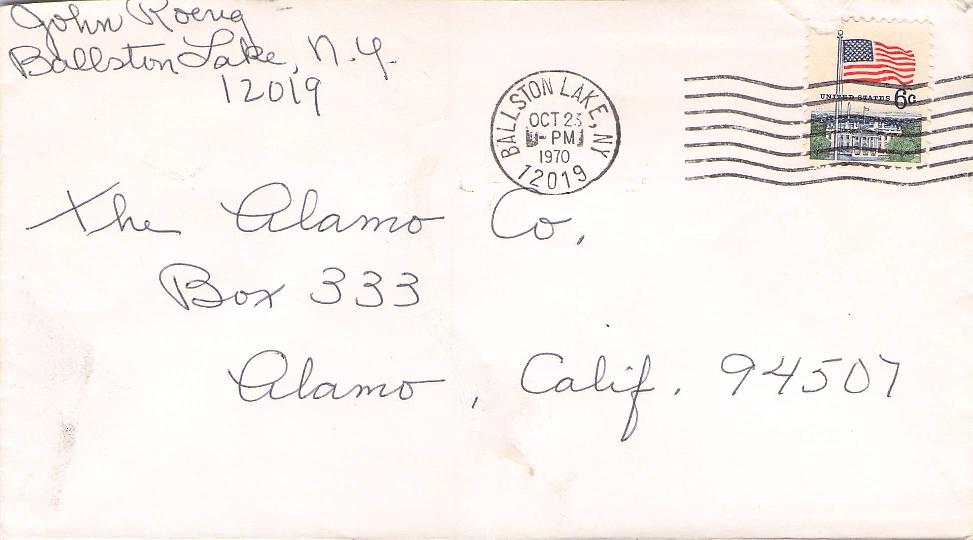 John Roerig
Ballston Lake, N.Y.
12019
BALLSTON LAKE, NY
OCT 23
PM
1970
12019
UNITED STATES 6c
The Alamo Co.
Box 333
Alamo, Calif. 94507